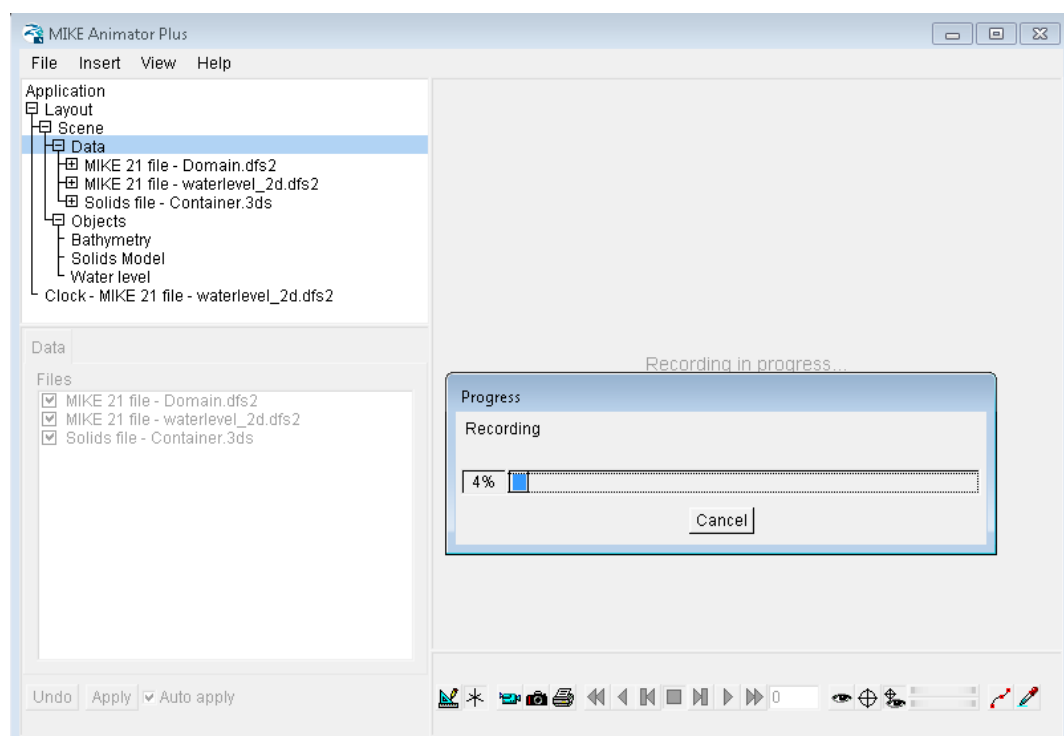 MIKE Animator Plus
File Insert View Help
Application
Layout
Scene
Data
MIKE 21 file - Domain.dfs2
MIKE 21 file - waterlevel_2d.dfs2
Solids file - Container.3ds
Objects
Bathymetry
Solids Model
Water level
Clock - MIKE 21 file - waterlevel_2d.dfs2
Data
Files
MIKE 21 file - Domain.dfs2
MIKE 21 file - waterlevel_2d.dfs2
Solids file - Container.3ds
Undo Apply Auto apply
Recording in progress...
Progress
Recording
4%
Cancel
0